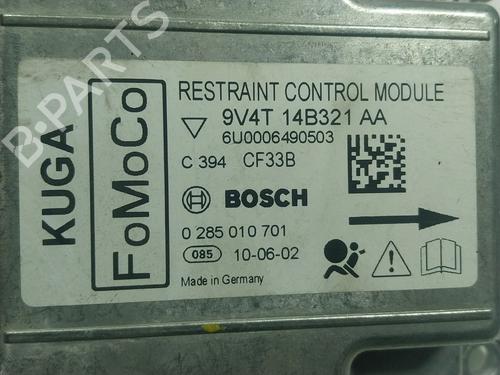 B-PARTS
KUGA
FoMoCo
RESTRAINT CONTROL MODULE
9V4T 14B321 AA
6U0006490503
C 394 CF33B
BOSCH
0 285 010 701
085 10-06-02
Made in Germany